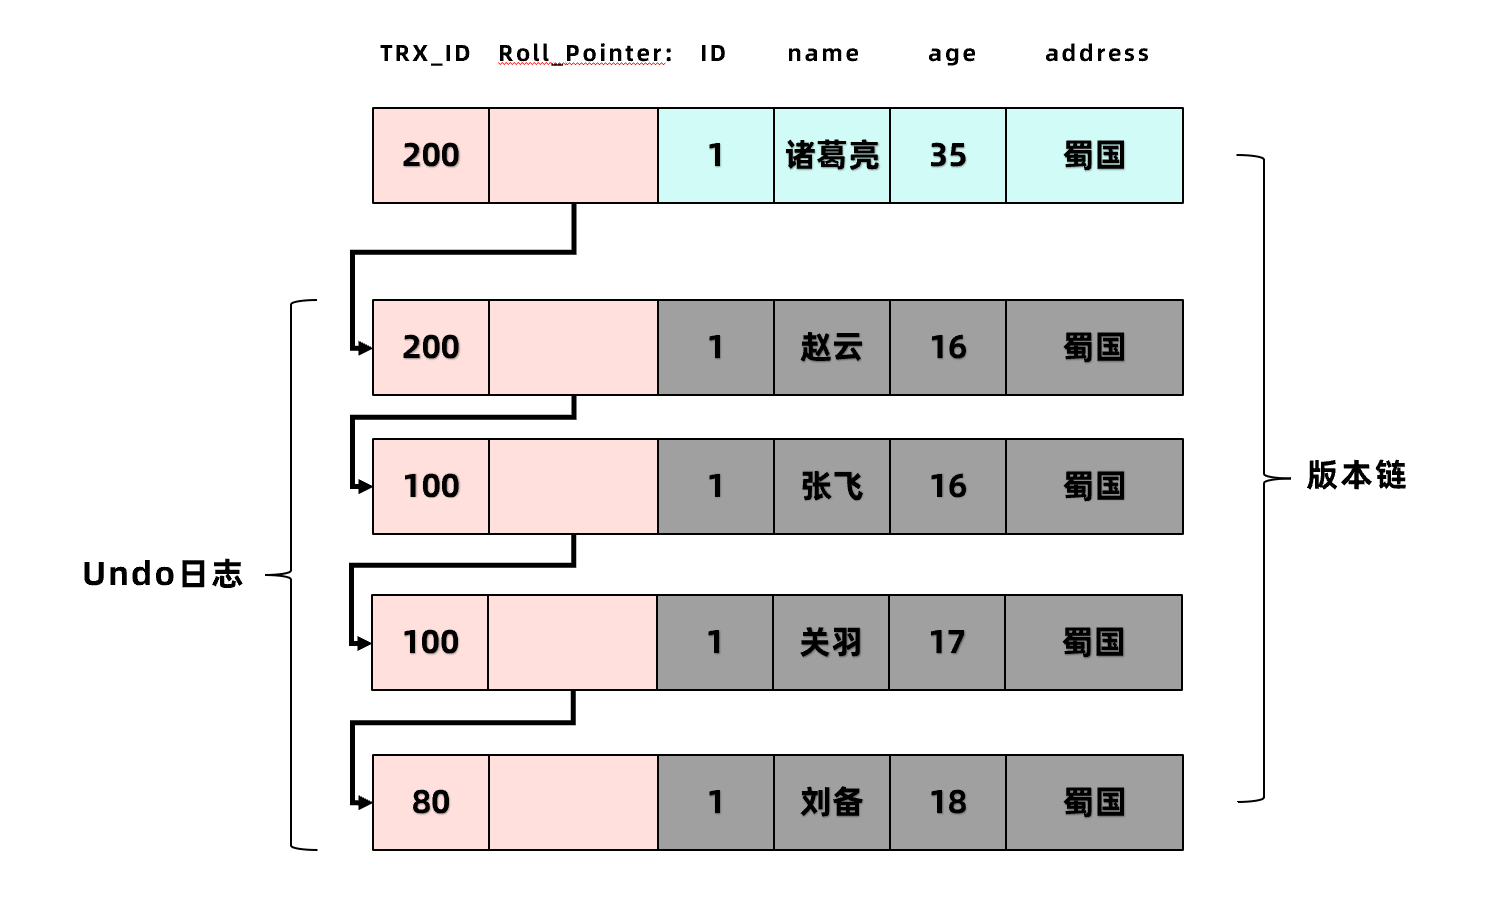 TRX_ID Roll_Pointer: ID name age address
200 1 诸葛亮 35 蜀国
200 1 赵云 16 蜀国
100 1 张飞 16 蜀国
版本链
Undo日志
100 1 关羽 17 蜀国
80 1 刘备 18 蜀国